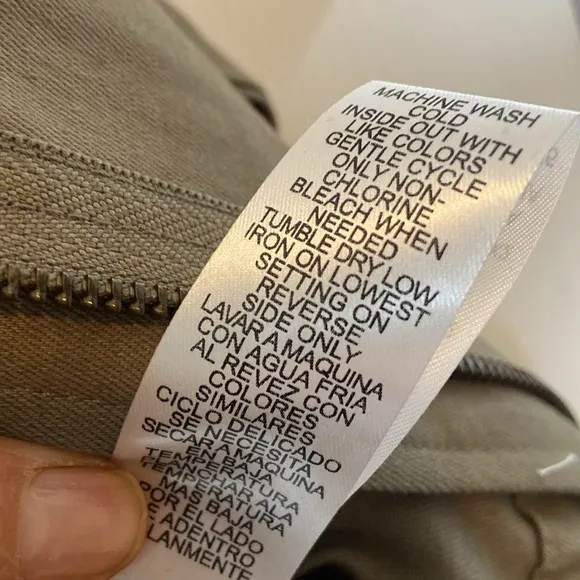 MACHINE WASH
COLD
INSIDE OUT WITH
LIKE COLORS
GENTLE CYCLE
ONLY NON-
CHLORINE
BLEACH WHEN
NEEDED
TUMBLE DRY LOW
IRON ON LOWEST
SETTING ON
REVERSE
SIDE ONLY
LAVAR A MAQUINA
CON AGUA FRIA
AL REVEZ CON
COLORES
SIMILARES
CICLO DELICADO
SE NECESITA
SECAR A MAQUINA
EN BAJA
TEMPERATURA
MAS BAJA
POR EL LADO
ADENTRO